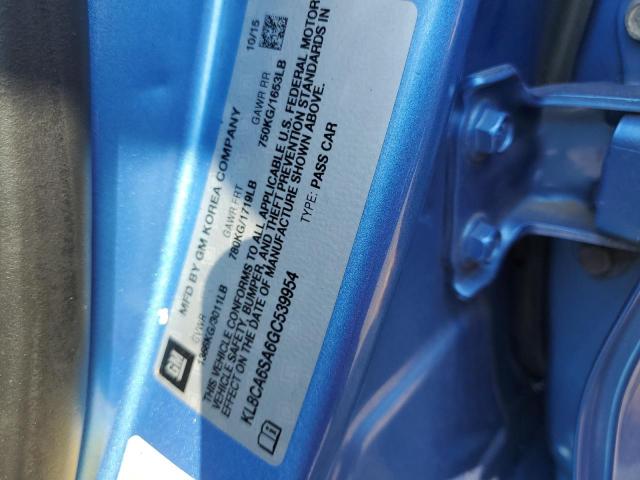 GM
MFD BY GM KOREA COMPANY
10/15
GVWR GAWR FRT GAWR RR
1366KG/3011LB 780KG/1719LB 750KG/1653LB
THIS VEHICLE CONFORMS TO ALL APPLICABLE U.S. FEDERAL MOTOR
VEHICLE SAFETY, BUMPER, AND THEFT PREVENTION STANDARDS IN
EFFECT ON THE DATE OF MANUFACTURE SHOWN ABOVE.
KL8CA6SA6GC539954 TYPE: PASS CAR